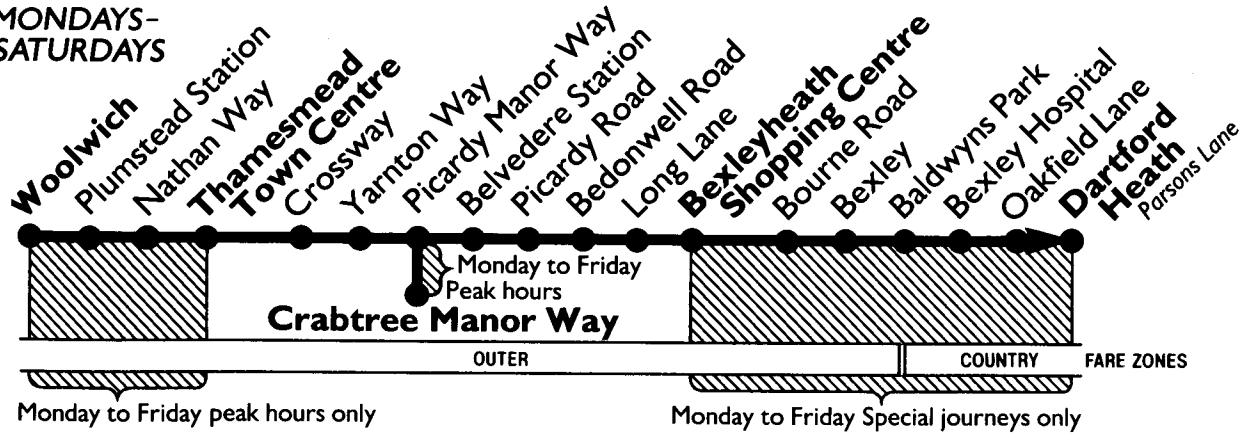 MONDAYS–
SATURDAYS
Woolwich
Plumstead Station
Nathan Way
Thamesmead
Town Centre
Crossway
Yarnton Way
Picardy Manor Way
Belvedere Station
Picardy Road
Bedonwell Road
Long Lane
Bexleyheath
Shopping Centre
Bourne Road
Bexley
Baldwyns Park
Bexley Hospital
Oakfield Lane
Dartford
Heath
Parsons Lane
Monday to Friday
Peak hours
Crabtree Manor Way
OUTER
COUNTRY
FARE ZONES
Monday to Friday peak hours only
Monday to Friday Special journeys only